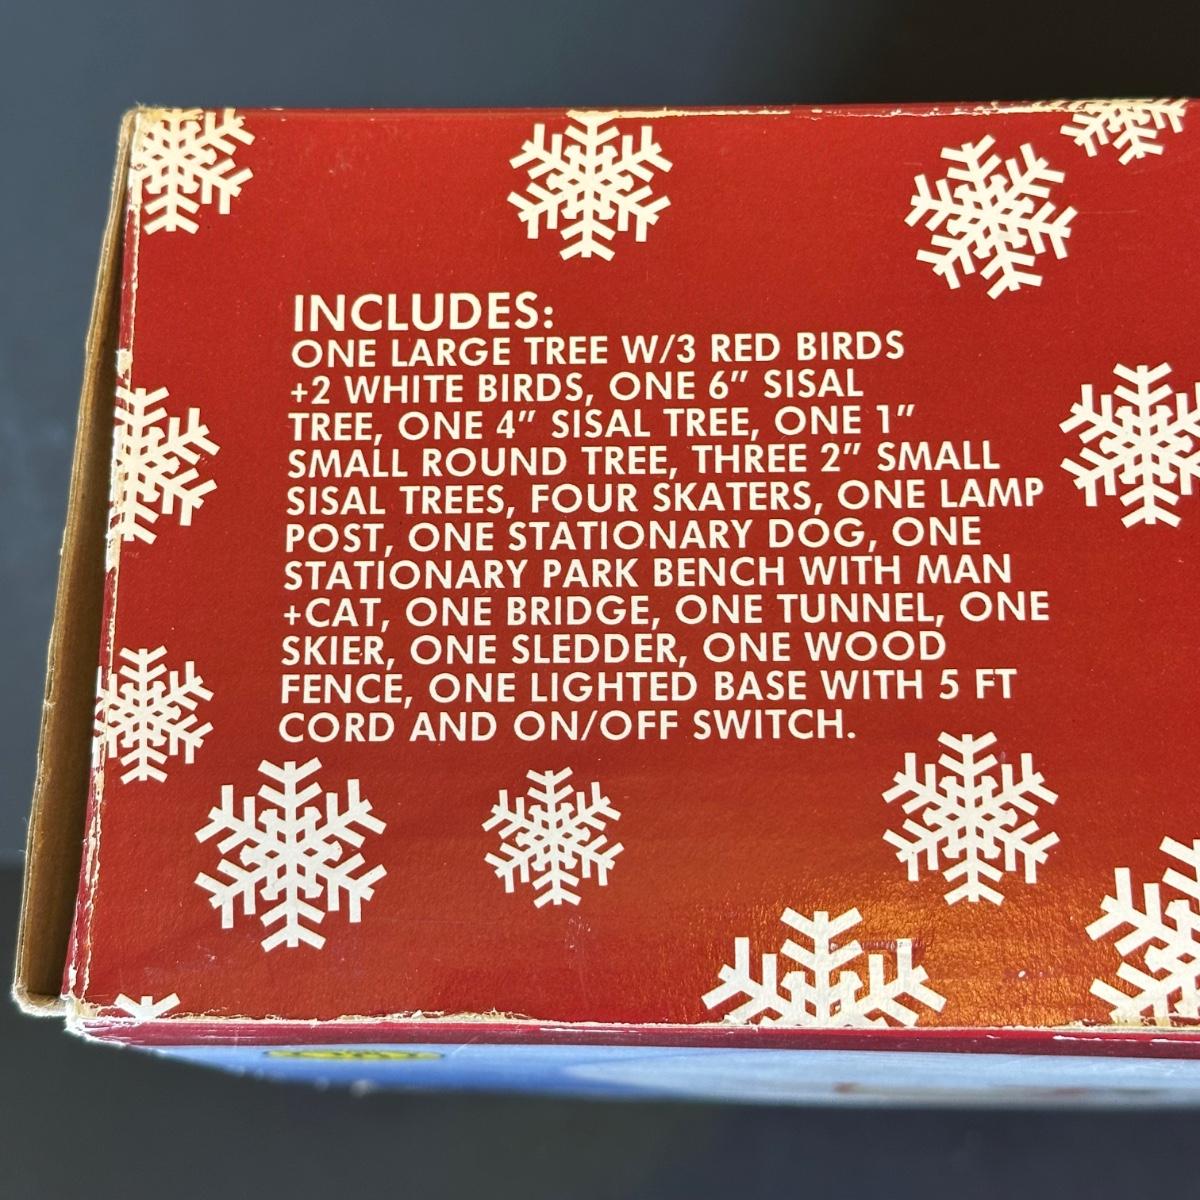 INCLUDES:
ONE LARGE TREE W/3 RED BIRDS
+2 WHITE BIRDS, ONE 6" SISAL
TREE, ONE 4" SISAL TREE, ONE 1"
SMALL ROUND TREE, THREE 2" SMALL
SISAL TREES, FOUR SKATERS, ONE LAMP
POST, ONE STATIONARY DOG, ONE
STATIONARY PARK BENCH WITH MAN
+CAT, ONE BRIDGE, ONE TUNNEL, ONE
SKIER, ONE SLEDDER, ONE WOOD
FENCE, ONE LIGHTED BASE WITH 5 FT
CORD AND ON/OFF SWITCH.